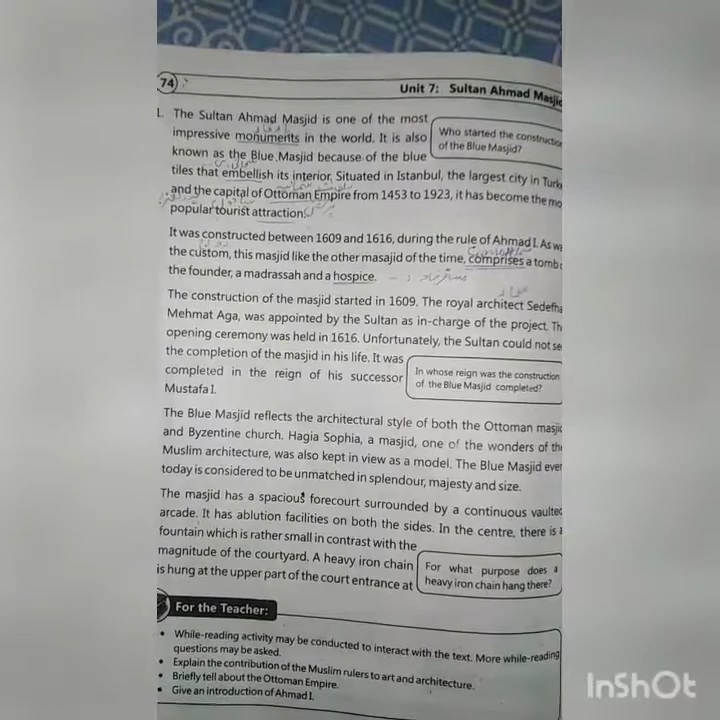 74
Unit 7: Sultan Ahmad Masjid
1. The Sultan Ahmad Masjid is one of the most
impressive monuments in the world. It is also
known as the Blue Masjid because of the blue
tiles that embellish its interior. Situated in Istanbul, the largest city in Turk
and the capital of Ottoman Empire from 1453 to 1923, it has become the mo
popular tourist attraction.
Who started the construction
of the Blue Masjid?
It was constructed between 1609 and 1616, during the rule of Ahmad I. As wa
the custom, this masjid like the other masajid of the time, comprises a tomb o
the founder, a madrassah and a hospice.
The construction of the masjid started in 1609. The royal architect Sedefha
Mehmat Aga, was appointed by the Sultan as in-charge of the project. Th
opening ceremony was held in 1616. Unfortunately, the Sultan could not se
the completion of the masjid in his life. It was
completed in the reign of his successor
Mustafa I.
In whose reign was the construction
of the Blue Masjid completed?
The Blue Masjid reflects the architectural style of both the Ottoman masjid
and Byzentine church. Hagia Sophia, a masjid, one of the wonders of the
Muslim architecture, was also kept in view as a model. The Blue Masjid even
today is considered to be unmatched in splendour, majesty and size.
The masjid has a spacious forecourt surrounded by a continuous vaulted
arcade. It has ablution facilities on both the sides. In the centre, there is a
fountain which is rather small in contrast with the
magnitude of the courtyard. A heavy iron chain
is hung at the upper part of the court entrance at
For what purpose does a
heavy iron chain hang there?
For the Teacher:
• While-reading activity may be conducted to interact with the text. More while-reading
questions may be asked.
• Explain the contribution of the Muslim rulers to art and architecture.
• Briefly tell about the Ottoman Empire.
• Give an introduction of Ahmad I.
InShOt